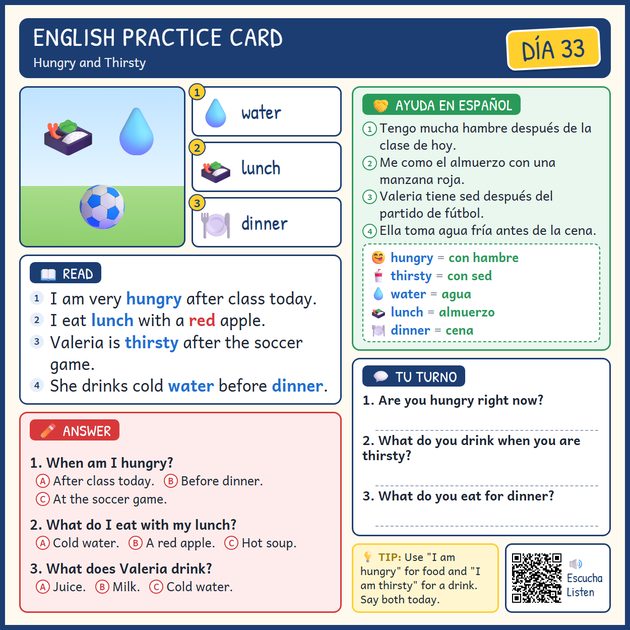 ENGLISH PRACTICE CARD
Hungry and Thirsty
DÍA 33
1
water
2
lunch
3
dinner
READ
1 I am very hungry after class today.
2 I eat lunch with a red apple.
3 Valeria is thirsty after the soccer
game.
4 She drinks cold water before dinner.
ANSWER
1. When am I hungry?
A After class today. B Before dinner.
C At the soccer game.
2. What do I eat with my lunch?
A Cold water. B A red apple. C Hot soup.
3. What does Valeria drink?
A Juice. B Milk. C Cold water.
AYUDA EN ESPAÑOL
1 Tengo mucha hambre después de la
clase de hoy.
2 Me como el almuerzo con una
manzana roja.
3 Valeria tiene sed después del
partido de fútbol.
4 Ella toma agua fría antes de la cena.
hungry = con hambre
thirsty = con sed
water = agua
lunch = almuerzo
dinner = cena
TU TURNO
1. Are you hungry right now?
2. What do you drink when you are
thirsty?
3. What do you eat for dinner?
TIP: Use "I am
hungry" for food and "I
am thirsty" for a drink.
Say both today.
Escucha
Listen